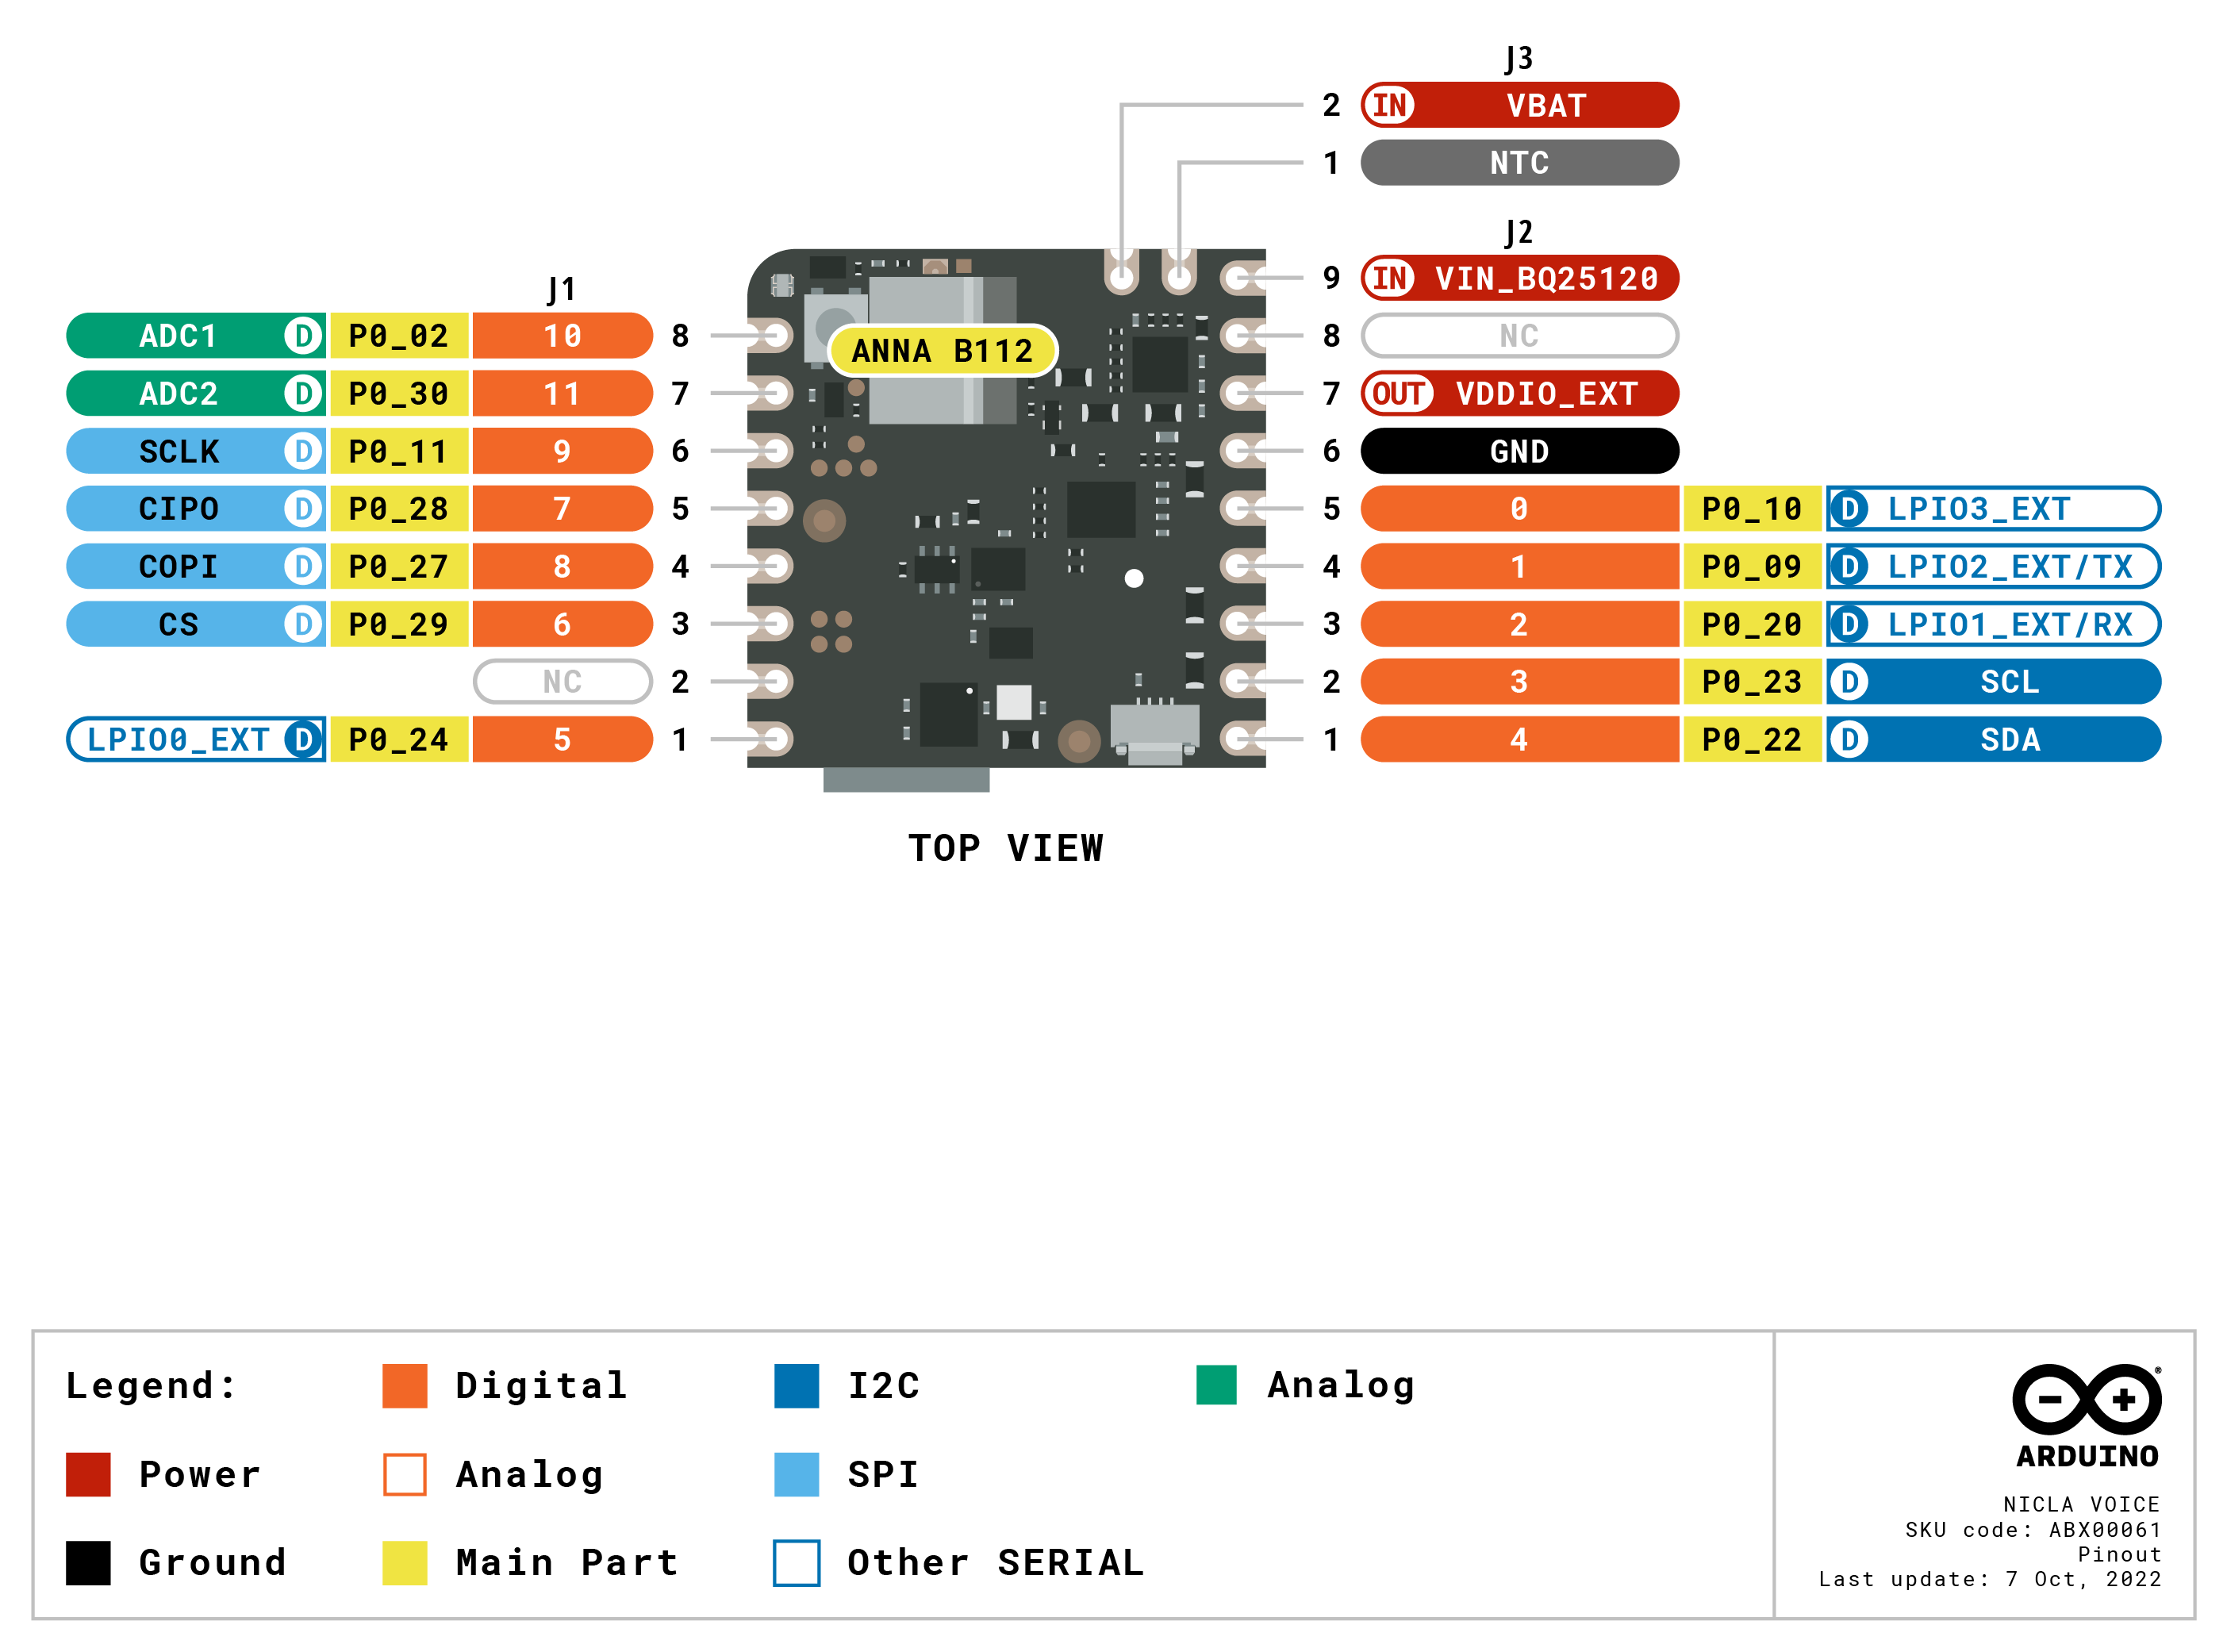 J3
2 IN VBAT
1 NTC
J2
9 IN VIN_BQ25120
J1
ADC1 D P0_02 10 8
8 NC
ANNA B112
ADC2 D P0_30 11 7
7 OUT VDDIO_EXT
SCLK D P0_11 9 6
6 GND
CIPO D P0_28 7 5
5 0 P0_10 D LPIO3_EXT
COPI D P0_27 8 4
4 1 P0_09 D LPIO2_EXT/TX
CS D P0_29 6 3
3 2 P0_20 D LPIO1_EXT/RX
NC 2
2 3 P0_23 D SCL
LPIO0_EXT D P0_24 5 1
1 4 P0_22 D SDA
TOP VIEW
Legend:
Digital
I2C
Analog
Power
Analog
SPI
Ground
Main Part
Other SERIAL
®
ARDUINO
NICLA VOICE
SKU code: ABX00061
Pinout
Last update: 7 Oct, 2022